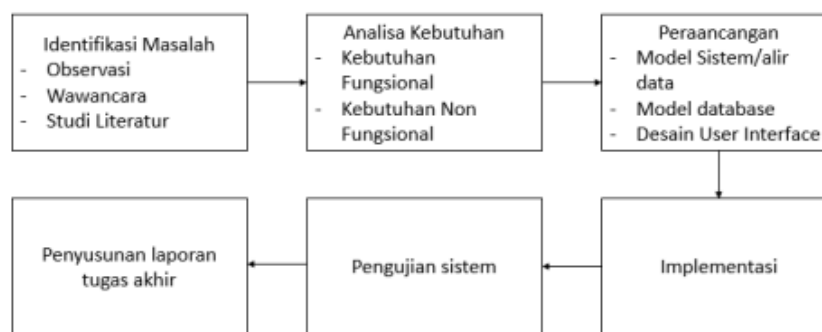 Identifikasi Masalah
- Observasi
- Wawancara
- Studi Literatur
Analisa Kebutuhan
- Kebutuhan
Fungsional
- Kebutuhan Non
Fungsional
Peraancangan
- Model Sistem/alir
data
- Model database
- Desain User Interface
Implementasi
Pengujian sistem
Penyusunan laporan
tugas akhir